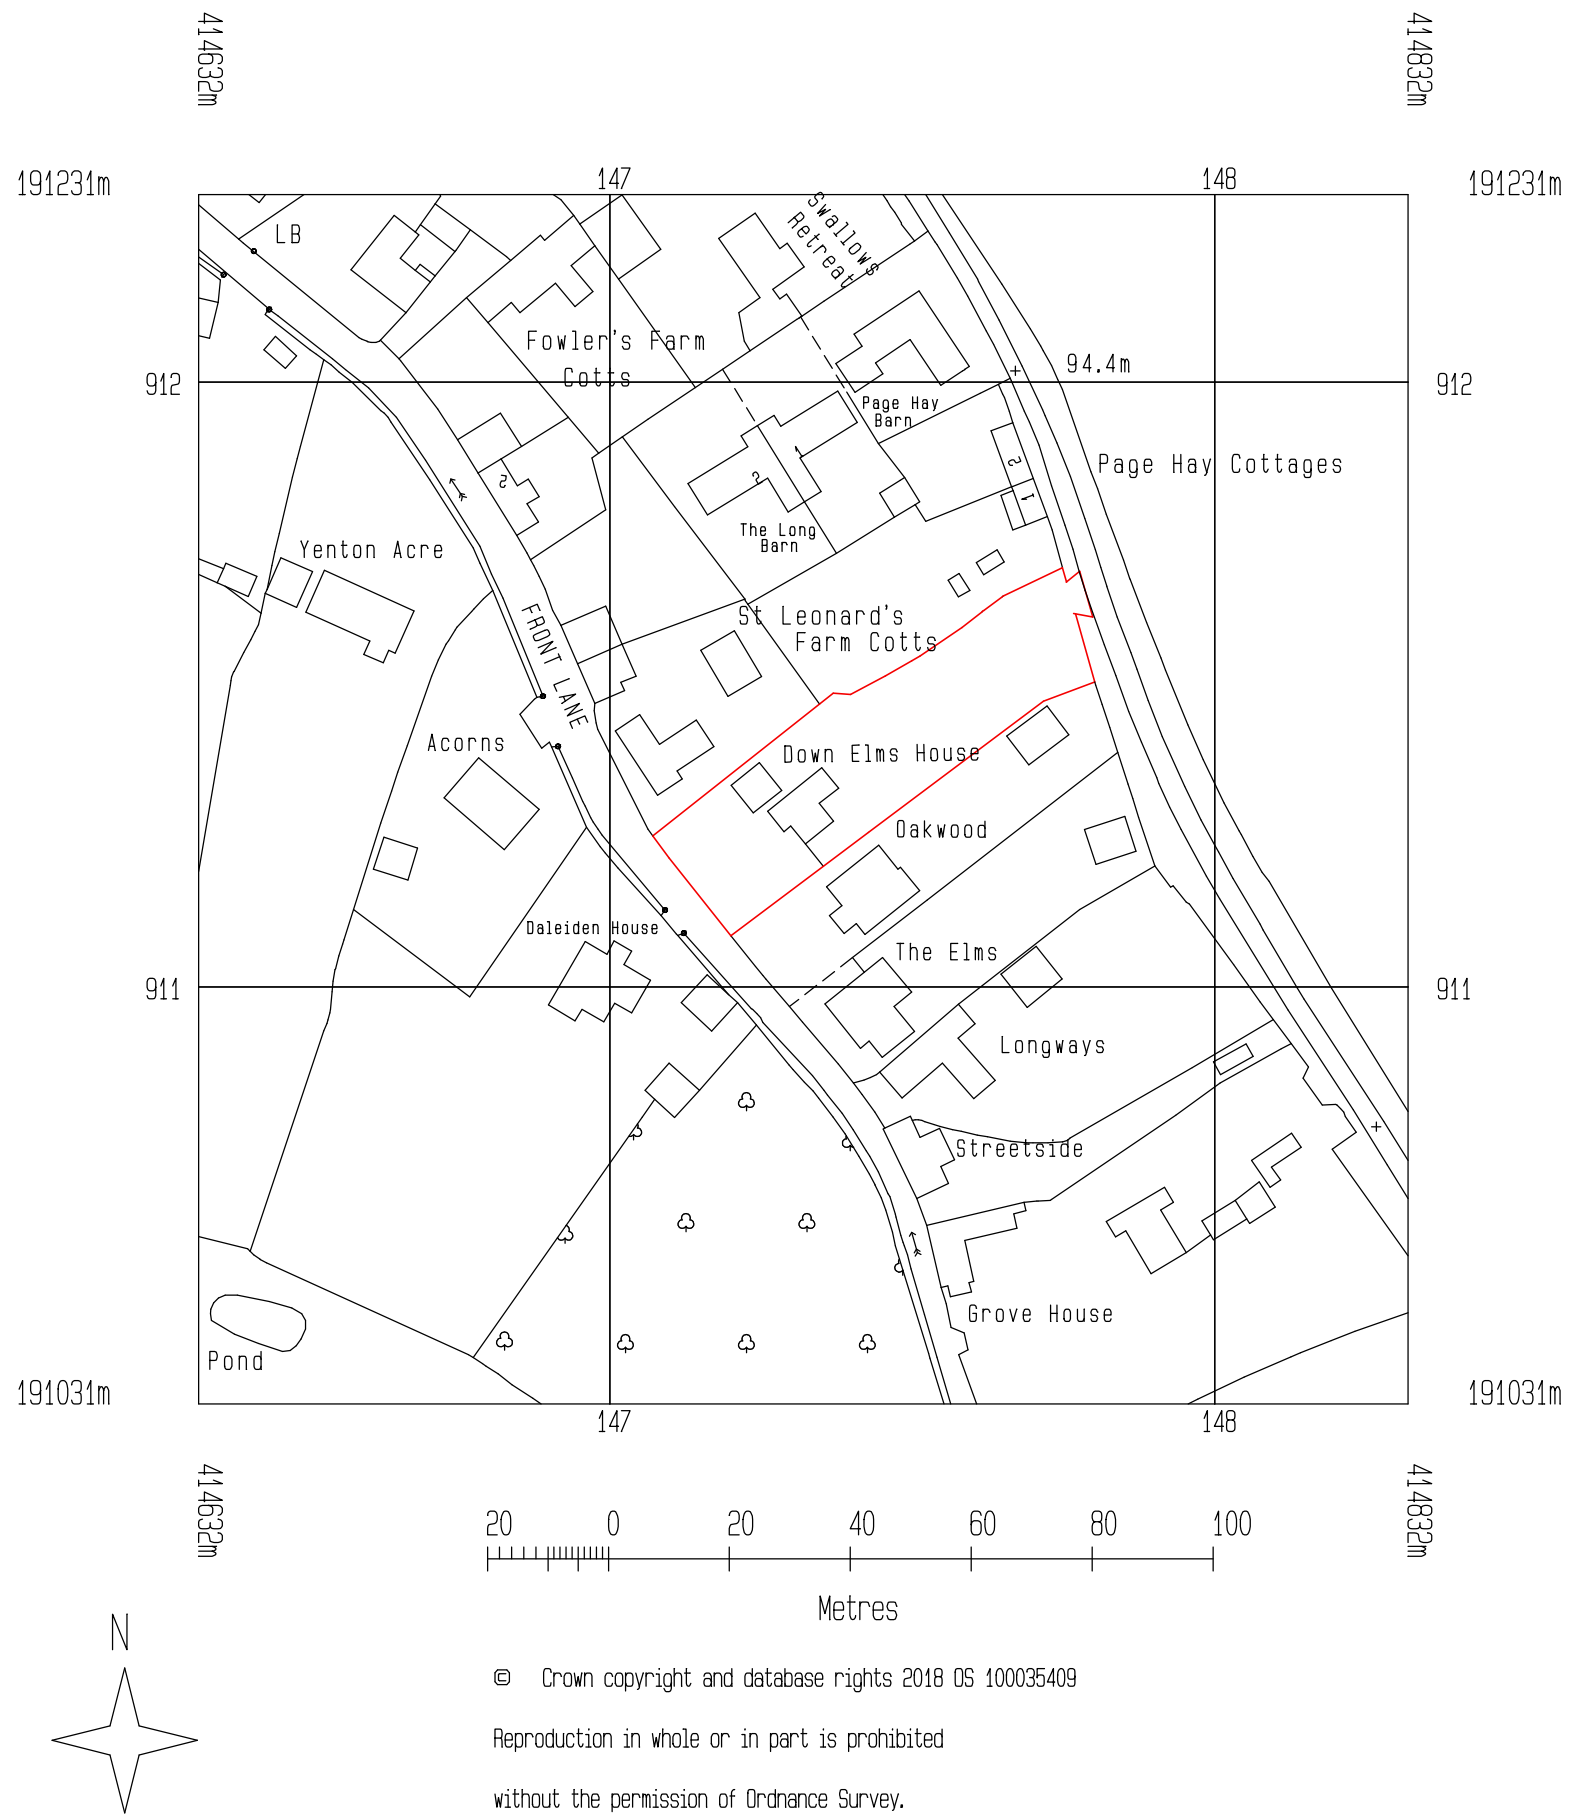 414632m
414832m
191231m
147
148
191231m
LB
Swallows
Retreat
Fowler's Farm
Cotts
94.4m
912
912
Page Hay
Barn
Page Hay Cottages
2
1
1
2
2
The Long
Barn
Yenton Acre
FRONT LANE
St Leonard's
Farm Cotts
Acorns
Down Elms House
Oakwood
Daleiden House
The Elms
911
911
Longways
Streetside
Grove House
Pond
191031m
147
148
191031m
414632m
414832m
20 0 20 40 60 80 100
Metres
N
© Crown copyright and database rights 2018 OS 100035409
Reproduction in whole or in part is prohibited
without the permission of Ordnance Survey.